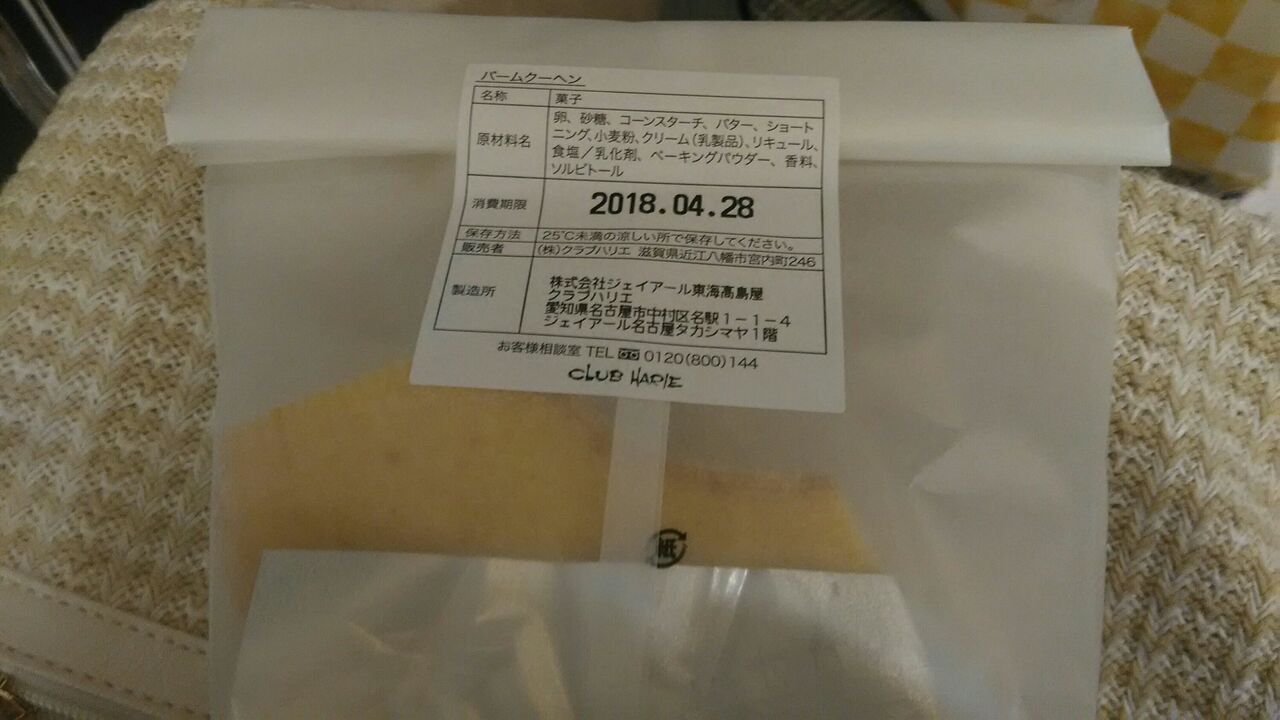 バームクーヘン
名称 菓子
原材料名 卵、砂糖、コーンスターチ、バター、ショート
ニング、小麦粉、クリーム(乳製品)、リキュール、
食塩/乳化剤、ベーキングパウダー、香料、
ソルビトール
消費期限 2018.04.28
保存方法 25℃未満の涼しい所で保存してください。
販売者 (株)クラブハリエ 滋賀県近江八幡市宮内町246
製造所 株式会社ジェイアール東海髙島屋
クラブハリエ
愛知県名古屋市中村区名駅1-1-4
ジェイアール名古屋タカシマヤ1階
お客様相談室 TEL 0120(800)144
CLUB HARIE
紙